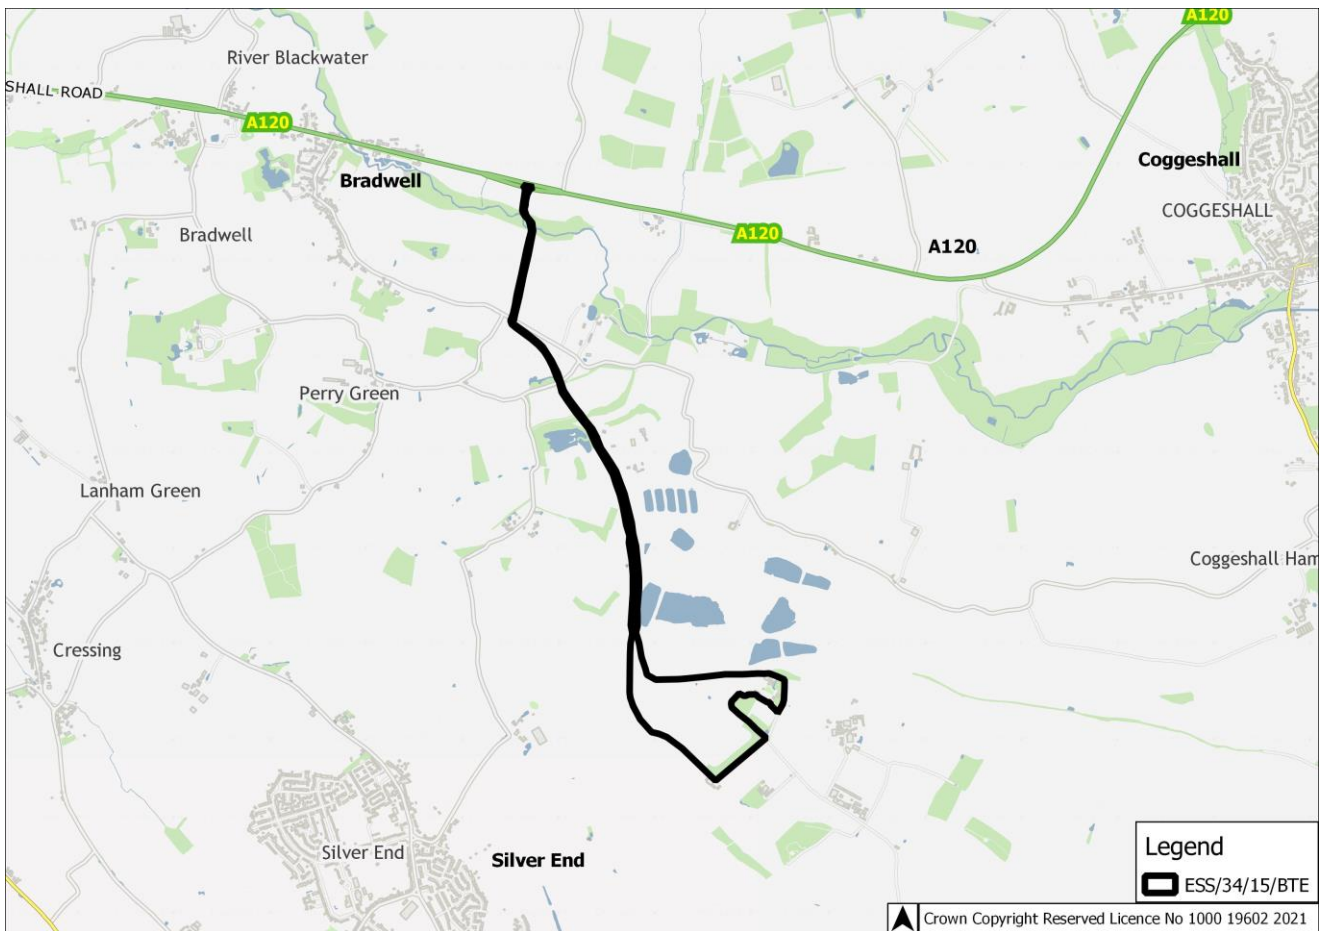 A120
River Blackwater
SHALL ROAD
A120
Bradwell
Coggeshall
COGGESHALL
Bradwell
A120
A120
Perry Green
Lanham Green
Coggeshall Ham
Cressing
Silver End
Silver End
Legend
ESS/34/15/BTE
Crown Copyright Reserved Licence No 1000 19602 2021